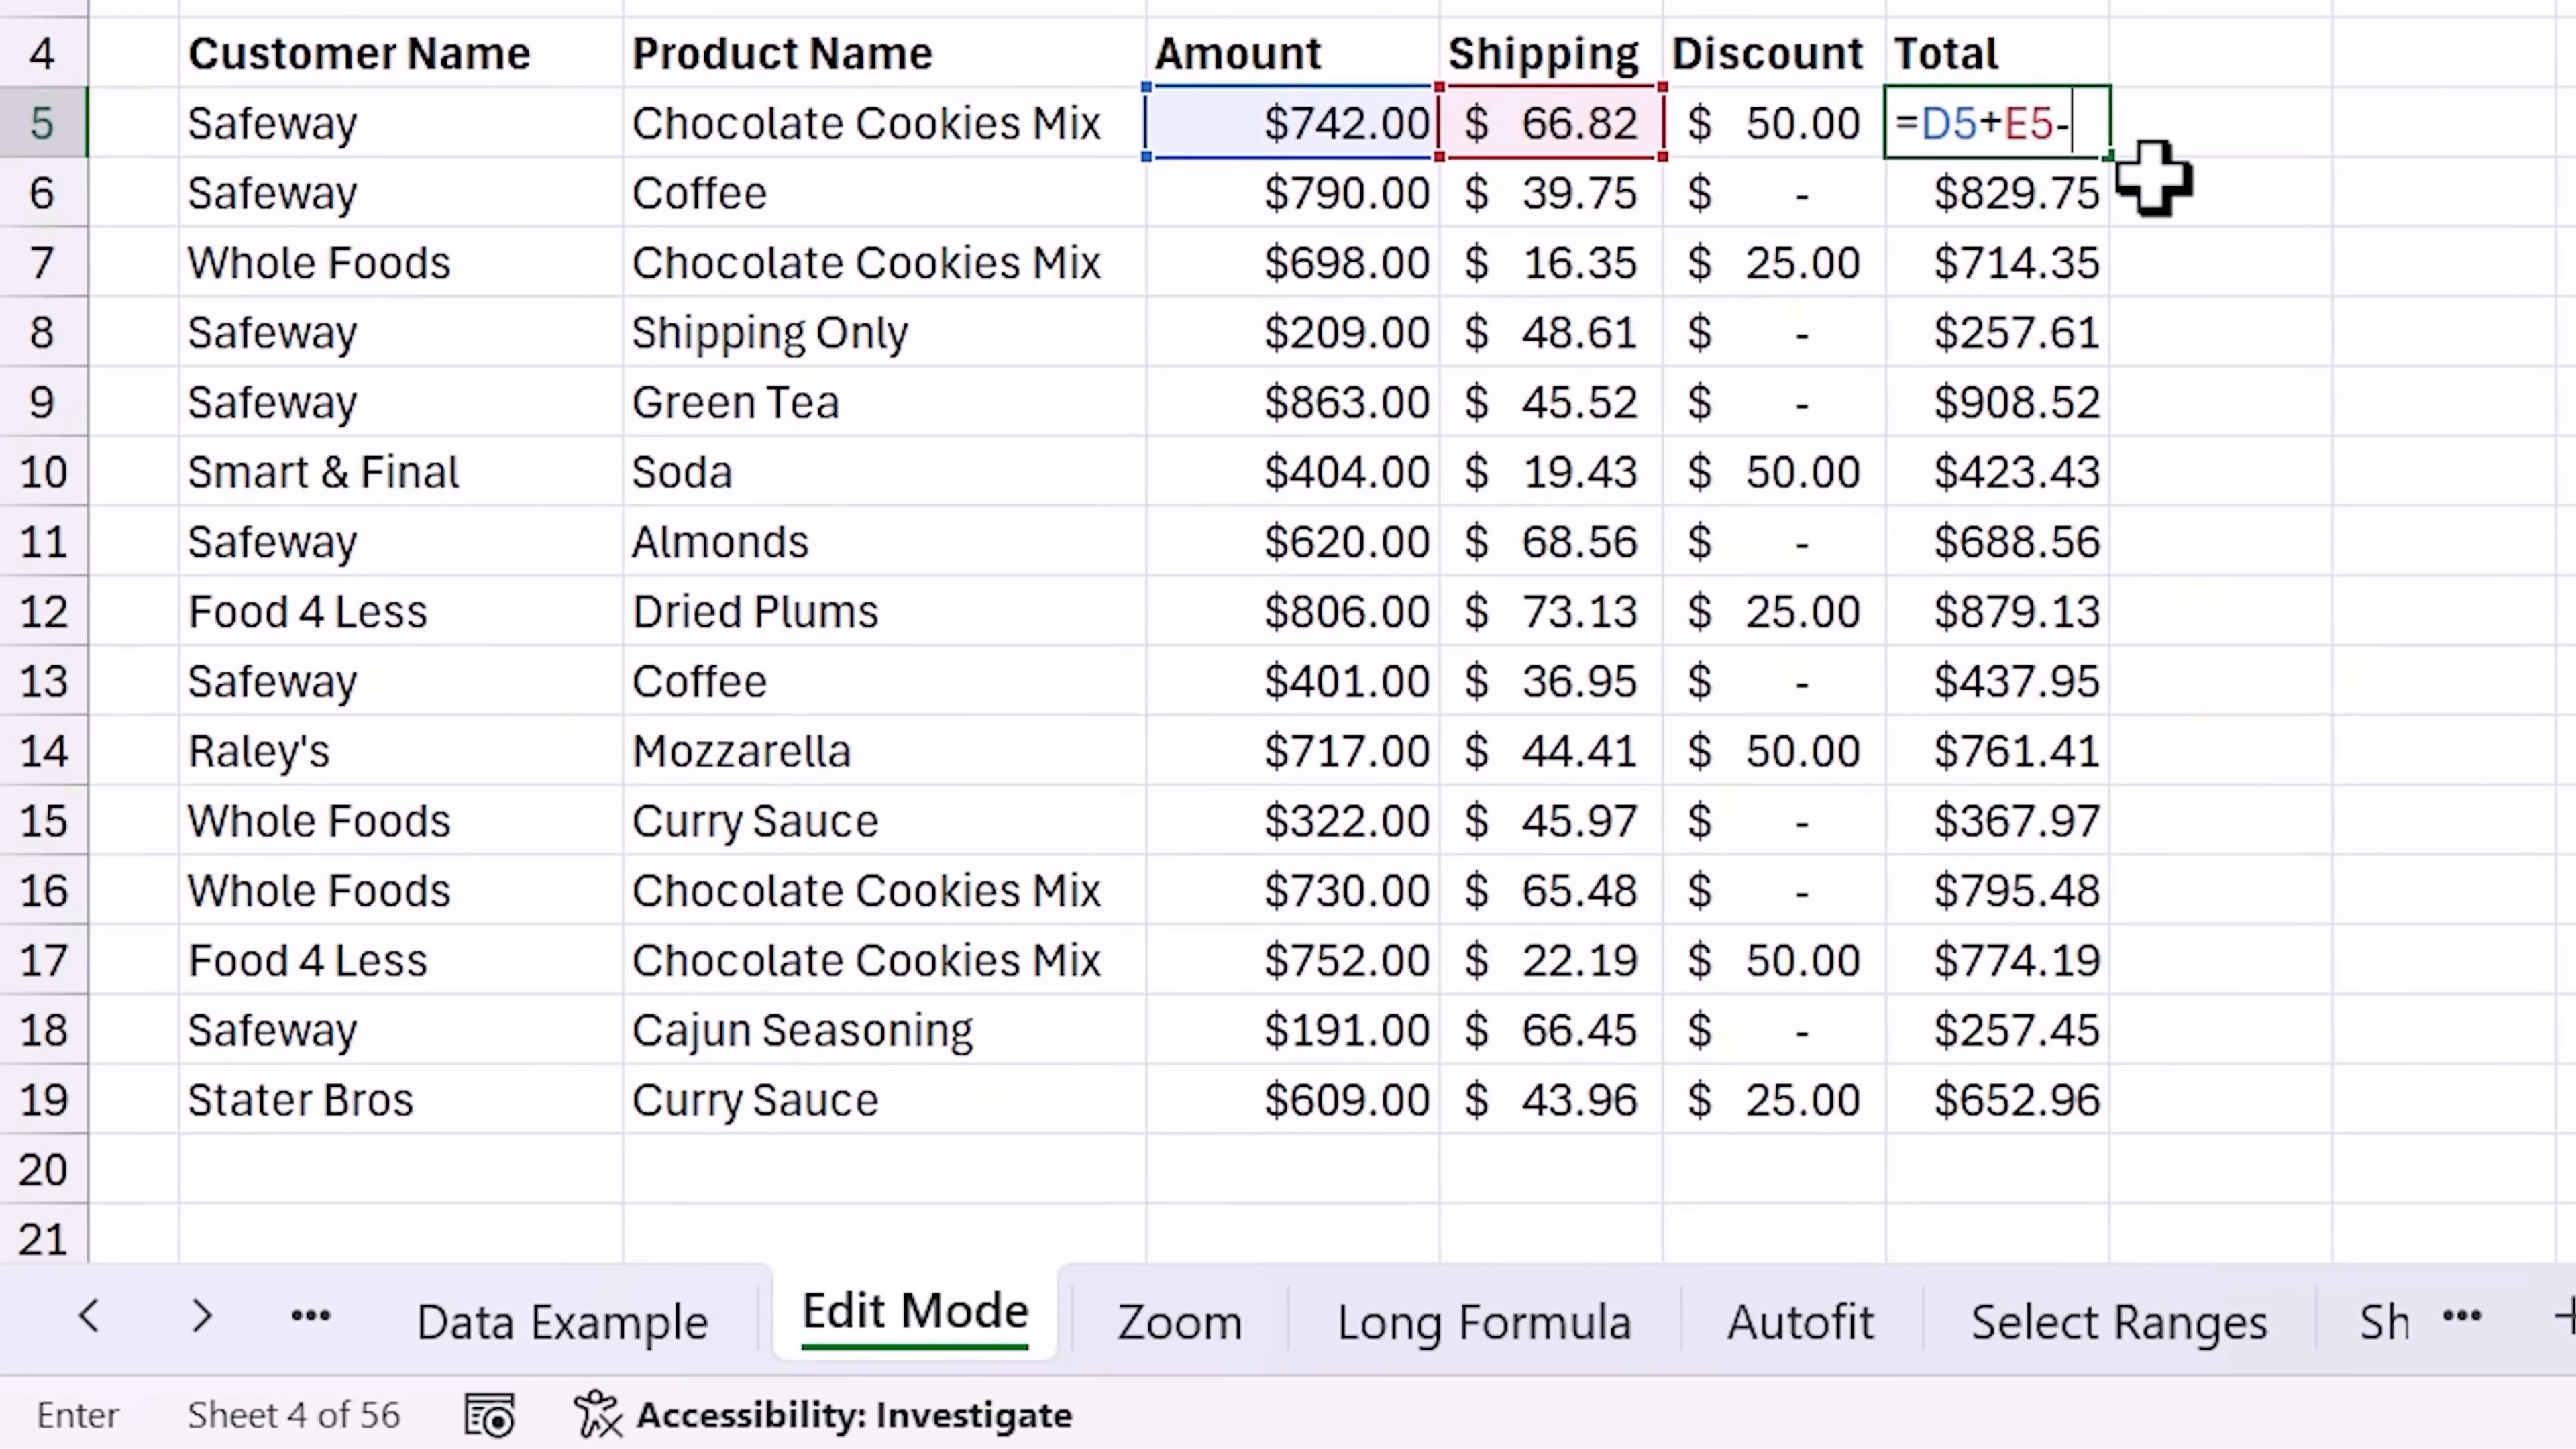 4 Customer Name Product Name Amount Shipping Discount Total
5 Safeway Chocolate Cookies Mix $742.00 $ 66.82 $ 50.00 =D5+E5-
6 Safeway Coffee $790.00 $ 39.75 $ - $829.75
7 Whole Foods Chocolate Cookies Mix $698.00 $ 16.35 $ 25.00 $714.35
8 Safeway Shipping Only $209.00 $ 48.61 $ - $257.61
9 Safeway Green Tea $863.00 $ 45.52 $ - $908.52
10 Smart & Final Soda $404.00 $ 19.43 $ 50.00 $423.43
11 Safeway Almonds $620.00 $ 68.56 $ - $688.56
12 Food 4 Less Dried Plums $806.00 $ 73.13 $ 25.00 $879.13
13 Safeway Coffee $401.00 $ 36.95 $ - $437.95
14 Raley's Mozzarella $717.00 $ 44.41 $ 50.00 $761.41
15 Whole Foods Curry Sauce $322.00 $ 45.97 $ - $367.97
16 Whole Foods Chocolate Cookies Mix $730.00 $ 65.48 $ - $795.48
17 Food 4 Less Chocolate Cookies Mix $752.00 $ 22.19 $ 50.00 $774.19
18 Safeway Cajun Seasoning $191.00 $ 66.45 $ - $257.45
19 Stater Bros Curry Sauce $609.00 $ 43.96 $ 25.00 $652.96
20
21
Data Example Edit Mode Zoom Long Formula Autofit Select Ranges Sh
Enter Sheet 4 of 56 Accessibility: Investigate